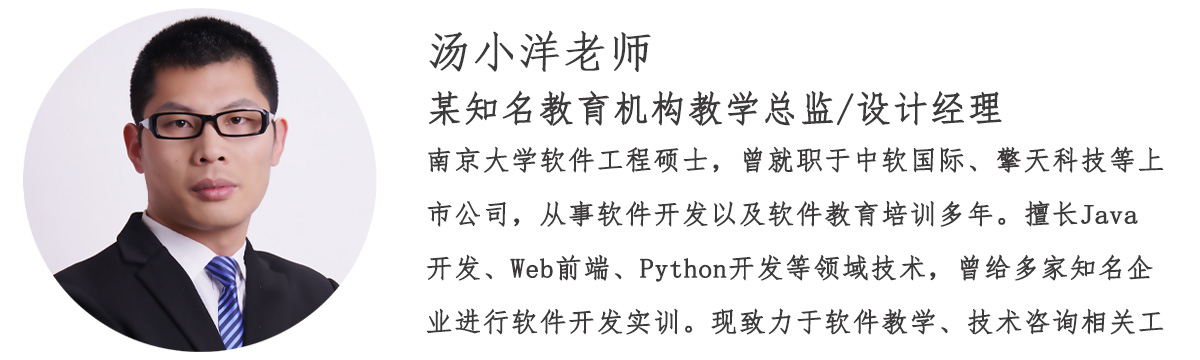 汤小洋老师
某知名教育机构教学总监/设计经理
南京大学软件工程硕士，曾就职于中软国际、擎天科技等上
市公司，从事软件开发以及软件教育培训多年。擅长Java
开发、Web前端、Python开发等领域技术，曾给多家知名企
业进行软件开发实训。现致力于软件教学、技术咨询相关工